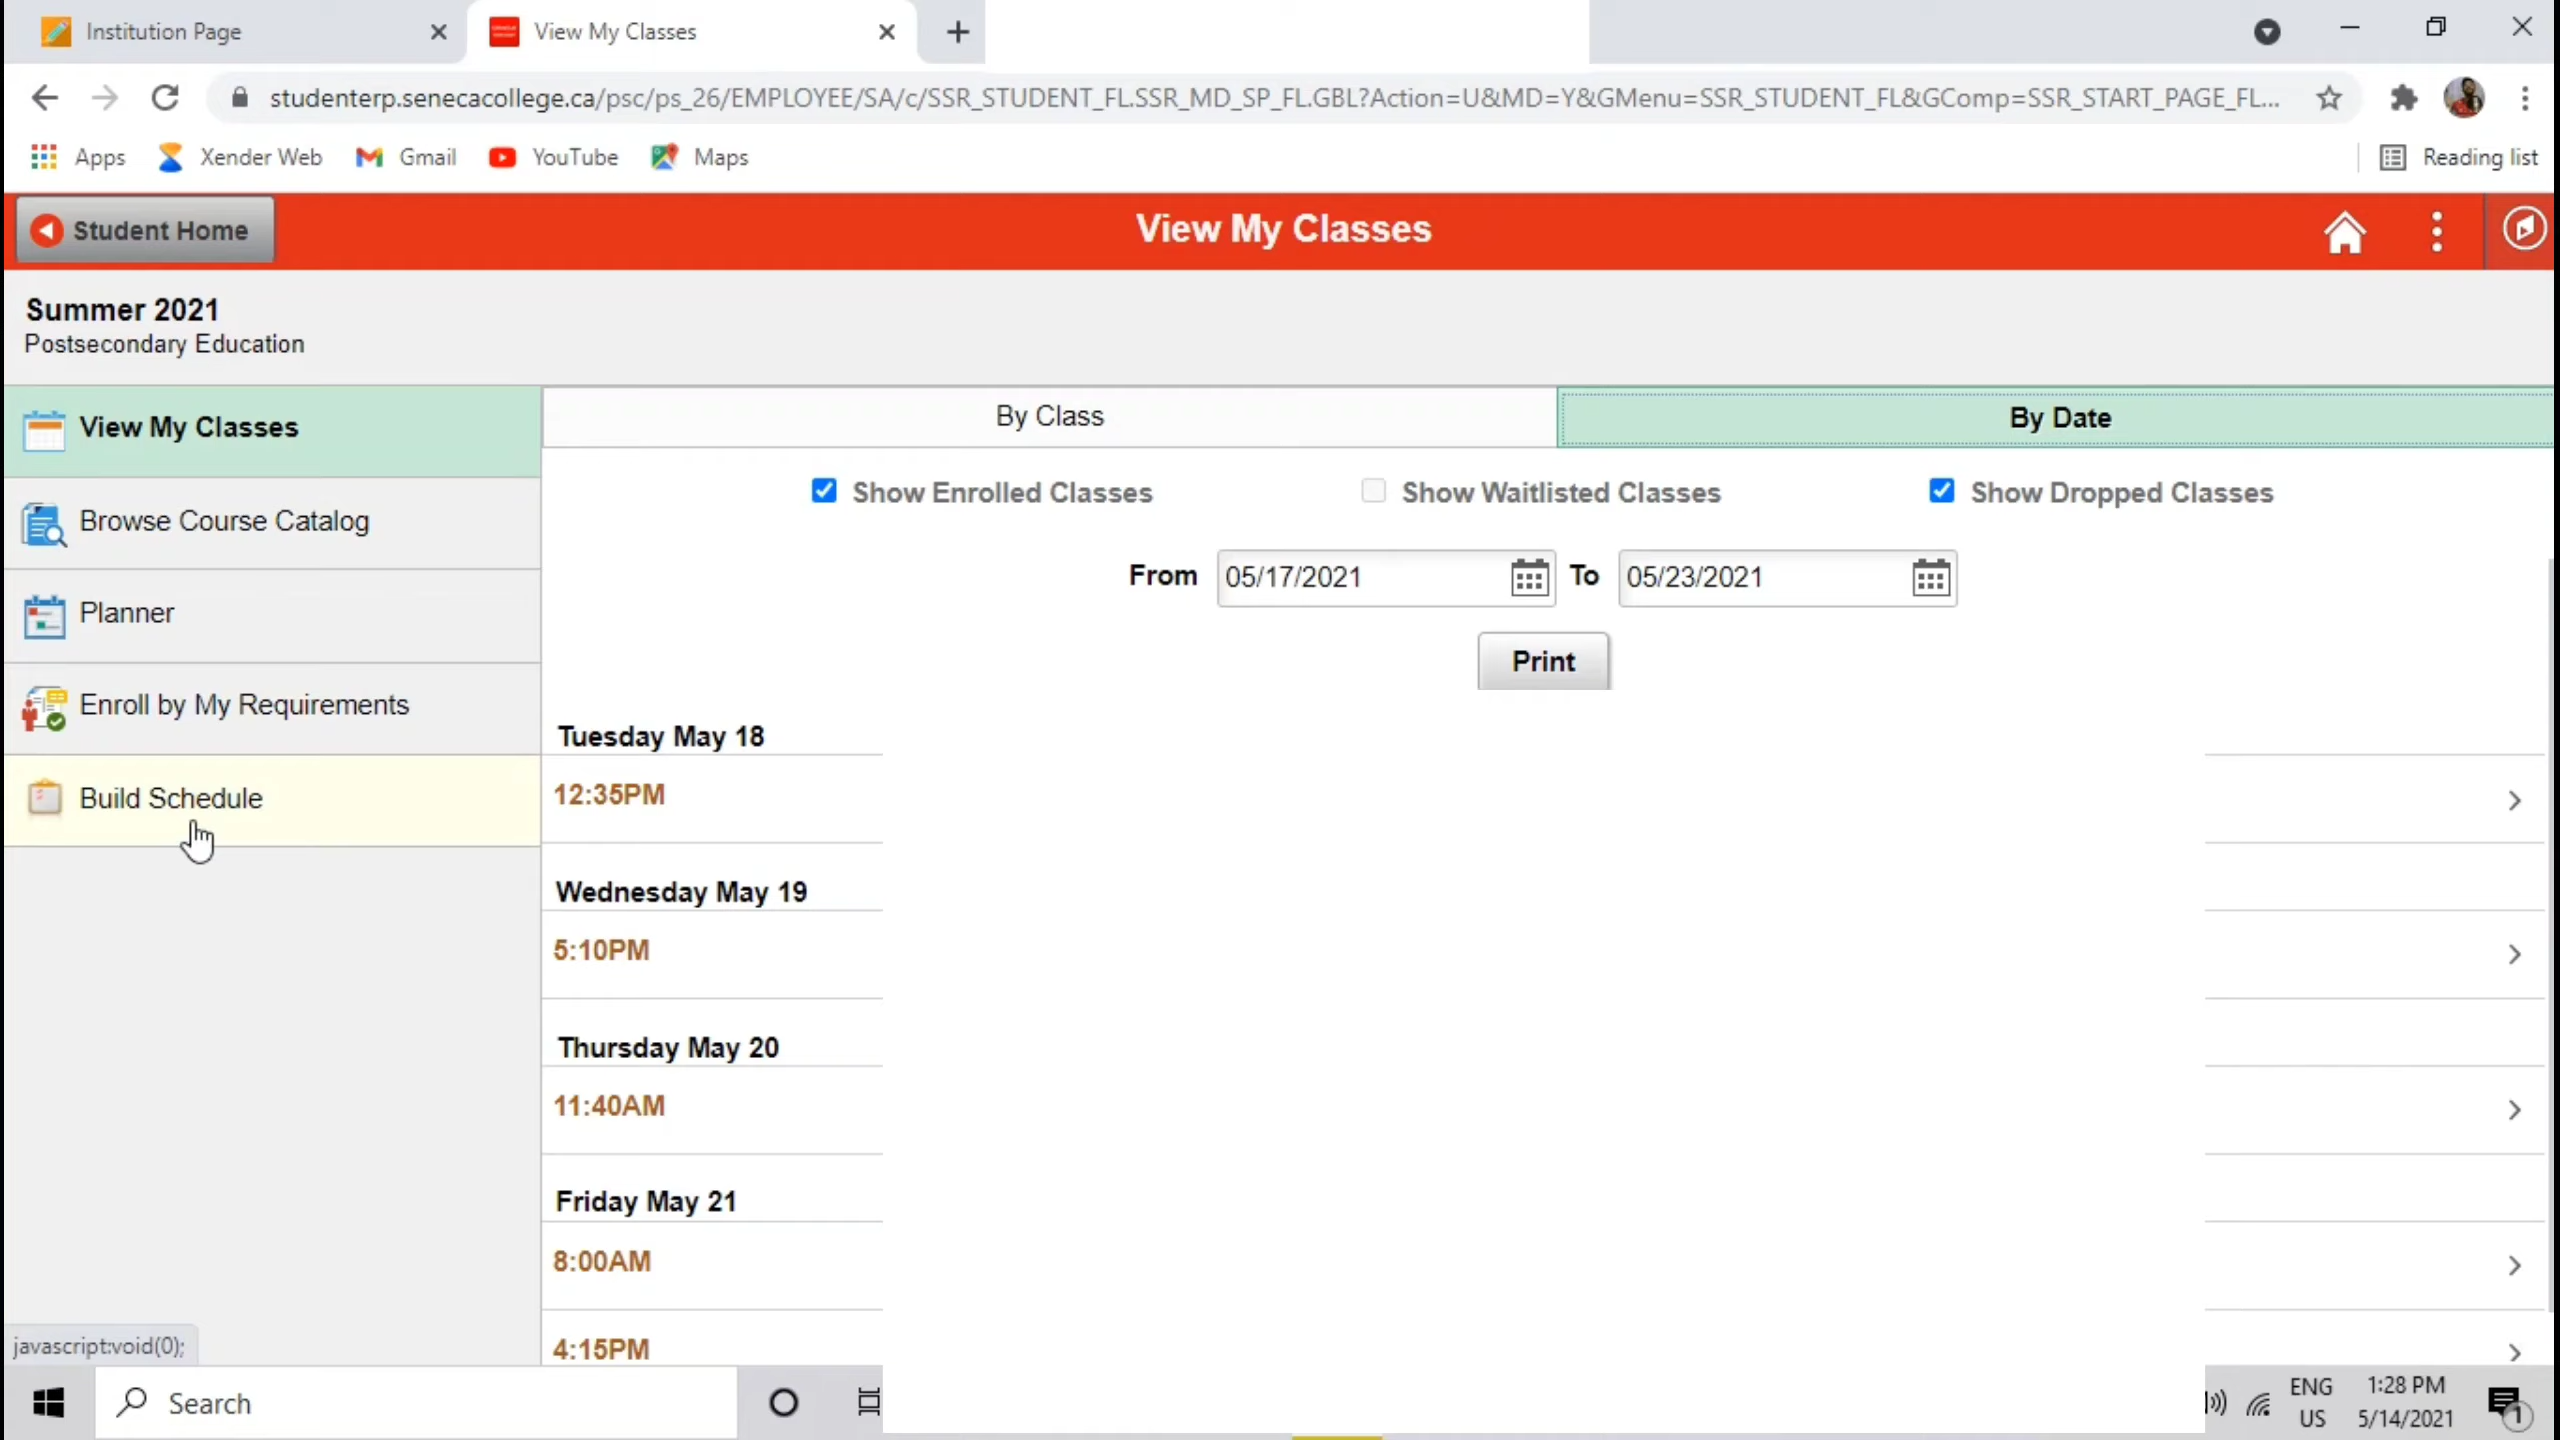 Institution Page
View My Classes
studenterp.senecacollege.ca/psc/ps_26/EMPLOYEE/SA/c/SSR_STUDENT_FL.SSR_MD_SP_FL.GBL?Action=U&MD=Y&GMenu=SSR_STUDENT_FL&GComp=SSR_START_PAGE_FL...
Apps
Xender Web
Gmail
YouTube
Maps
Reading list
Student Home
View My Classes
Summer 2021
Postsecondary Education
View My Classes
Browse Course Catalog
Planner
Enroll by My Requirements
Build Schedule
By Class
By Date
Show Enrolled Classes
Show Waitlisted Classes
Show Dropped Classes
From 05/17/2021 To 05/23/2021
Print
Tuesday May 18
12:35PM
Wednesday May 19
5:10PM
Thursday May 20
11:40AM
Friday May 21
8:00AM
4:15PM
javascript:void(0);
Search
ENG
US
1:28 PM
5/14/2021
1